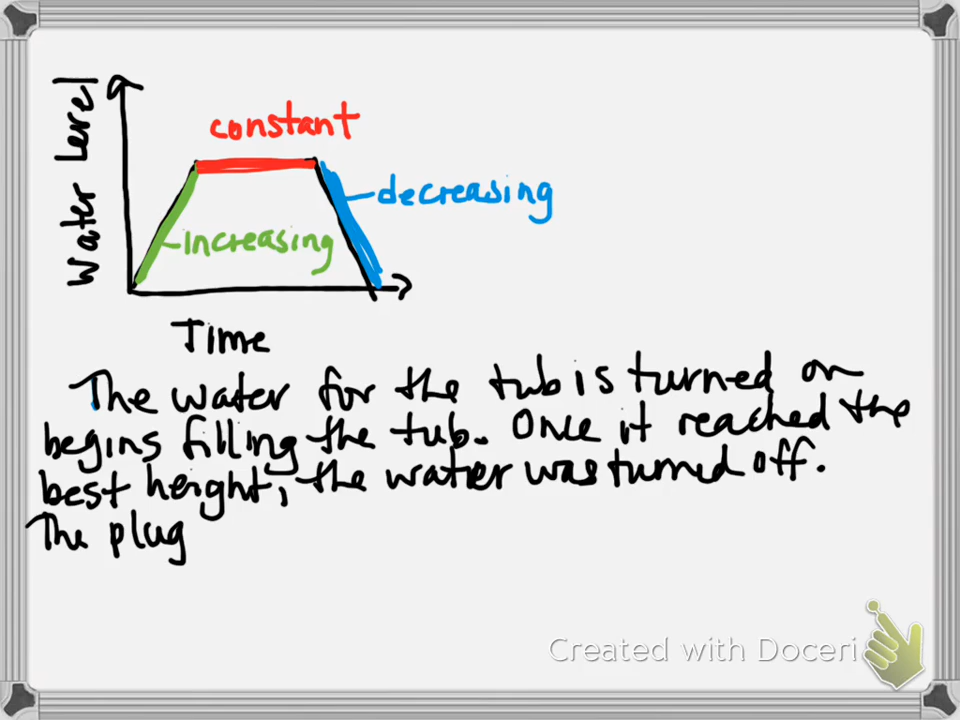 Water Level
constant
decreasing
increasing
Time
The water for the tub is turned on
begins filling the tub. Once it reached the
best height, the water was turned off.
The plug
Created with Doceri